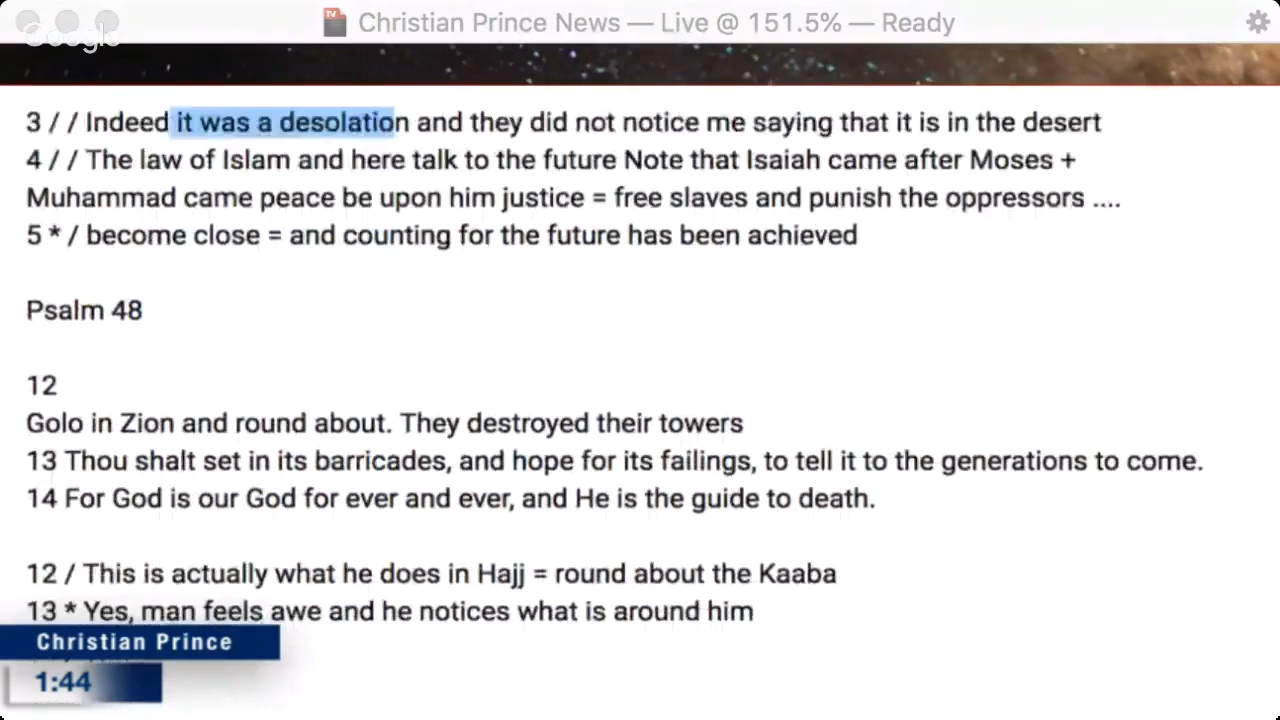 Christian Prince News — Live @ 151.5% — Ready
Google
3 / / Indeed it was a desolation and they did not notice me saying that it is in the desert
4 / / The law of Islam and here talk to the future Note that Isaiah came after Moses +
Muhammad came peace be upon him justice = free slaves and punish the oppressors ....
5 * / become close = and counting for the future has been achieved
Psalm 48
12
Golo in Zion and round about. They destroyed their towers
13 Thou shalt set in its barricades, and hope for its failings, to tell it to the generations to come.
14 For God is our God for ever and ever, and He is the guide to death.
12 / This is actually what he does in Hajj = round about the Kaaba
13 * Yes, man feels awe and he notices what is around him
Christian Prince
1:44